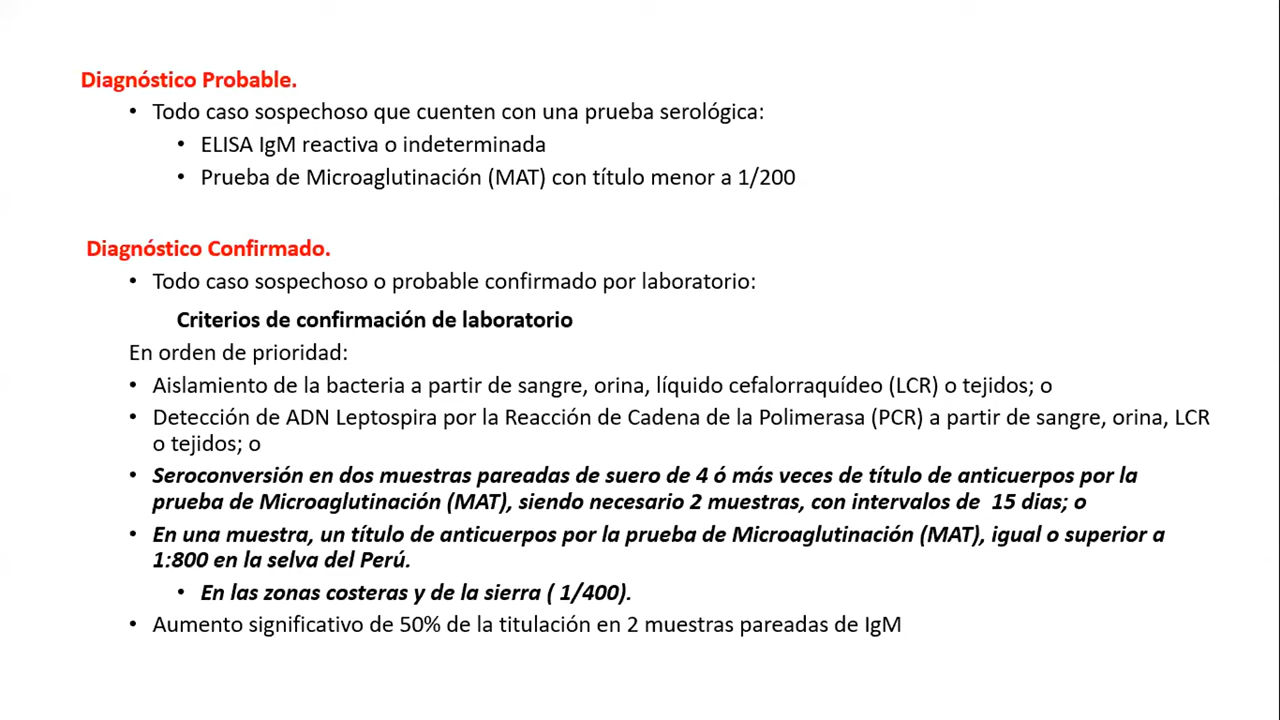 Diagnóstico Probable.
• Todo caso sospechoso que cuenten con una prueba serológica:
• ELISA IgM reactiva o indeterminada
• Prueba de Microaglutinación (MAT) con título menor a 1/200
Diagnóstico Confirmado.
• Todo caso sospechoso o probable confirmado por laboratorio:
Criterios de confirmación de laboratorio
En orden de prioridad:
• Aislamiento de la bacteria a partir de sangre, orina, líquido cefalorraquídeo (LCR) o tejidos; o
• Detección de ADN Leptospira por la Reacción de Cadena de la Polimerasa (PCR) a partir de sangre, orina, LCR
o tejidos; o
• Seroconversión en dos muestras pareadas de suero de 4 ó más veces de título de anticuerpos por la
prueba de Microaglutinación (MAT), siendo necesario 2 muestras, con intervalos de 15 dias; o
• En una muestra, un título de anticuerpos por la prueba de Microaglutinación (MAT), igual o superior a
1:800 en la selva del Perú.
• En las zonas costeras y de la sierra ( 1/400).
• Aumento significativo de 50% de la titulación en 2 muestras pareadas de IgM